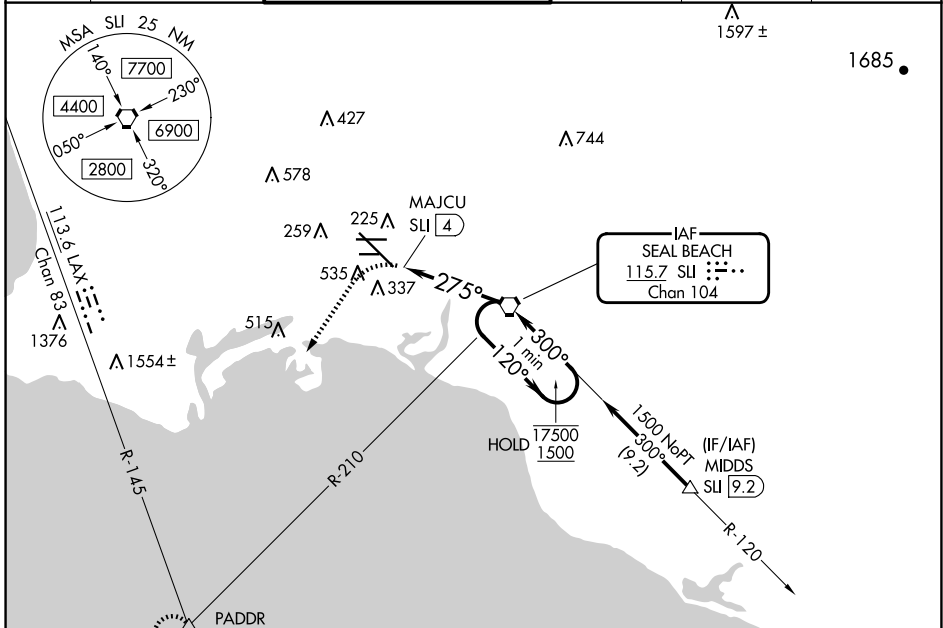 MSA SLI 25 NM
140°
7700
230°
4400
6900
050°
2800
320°
1597 ±
1685
427
744
578
MAJCU
SLI 4
225
259
535
337
275°
IAF
SEAL BEACH
115.7 SLI
Chan 104
113.6 LAX
Chan 83
1376
1554 ±
515
300°
1 min
120°
HOLD 17500
1500
1500 NoPT
300°
(9.2)
(IF/IAF)
MIDDS
SLI 9.2
R-145
R-210
R-120
PADDR